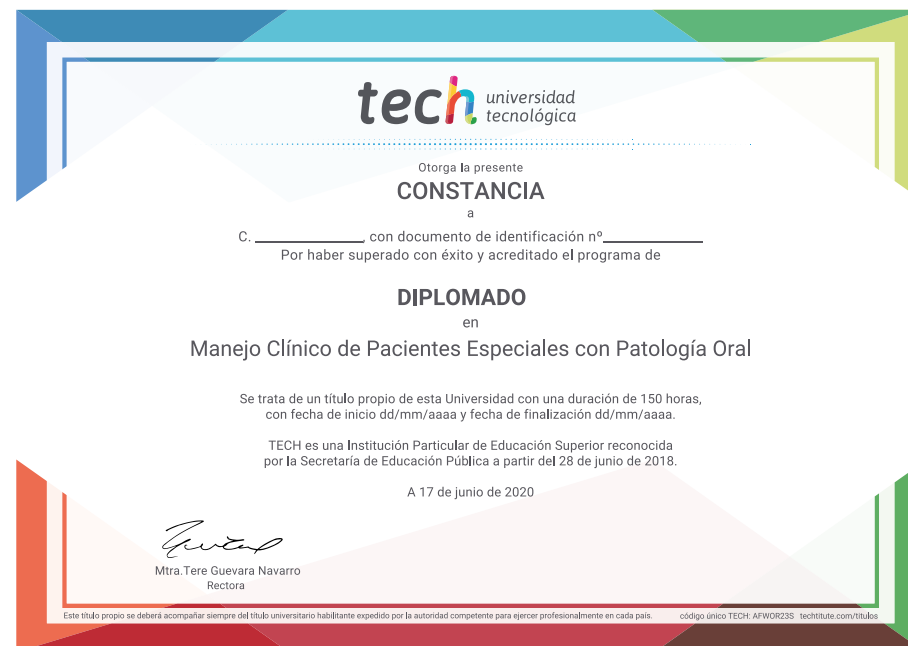 tech universidad
tecnológica
Otorga la presente
CONSTANCIA
a
C. ______________, con documento de identificación nº_____________
Por haber superado con éxito y acreditado el programa de
DIPLOMADO
en
Manejo Clínico de Pacientes Especiales con Patología Oral
Se trata de un título propio de esta Universidad con una duración de 150 horas,
con fecha de inicio dd/mm/aaaa y fecha de finalización dd/mm/aaaa.
TECH es una Institución Particular de Educación Superior reconocida
por la Secretaría de Educación Pública a partir del 28 de junio de 2018.
A 17 de junio de 2020
Mtra.Tere Guevara Navarro
Rectora
Este título propio se deberá acompañar siempre del título universitario habilitante expedido por la autoridad competente para ejercer profesionalmente en cada país. código único TECH: AFWOR23S techtitute.com/titulos